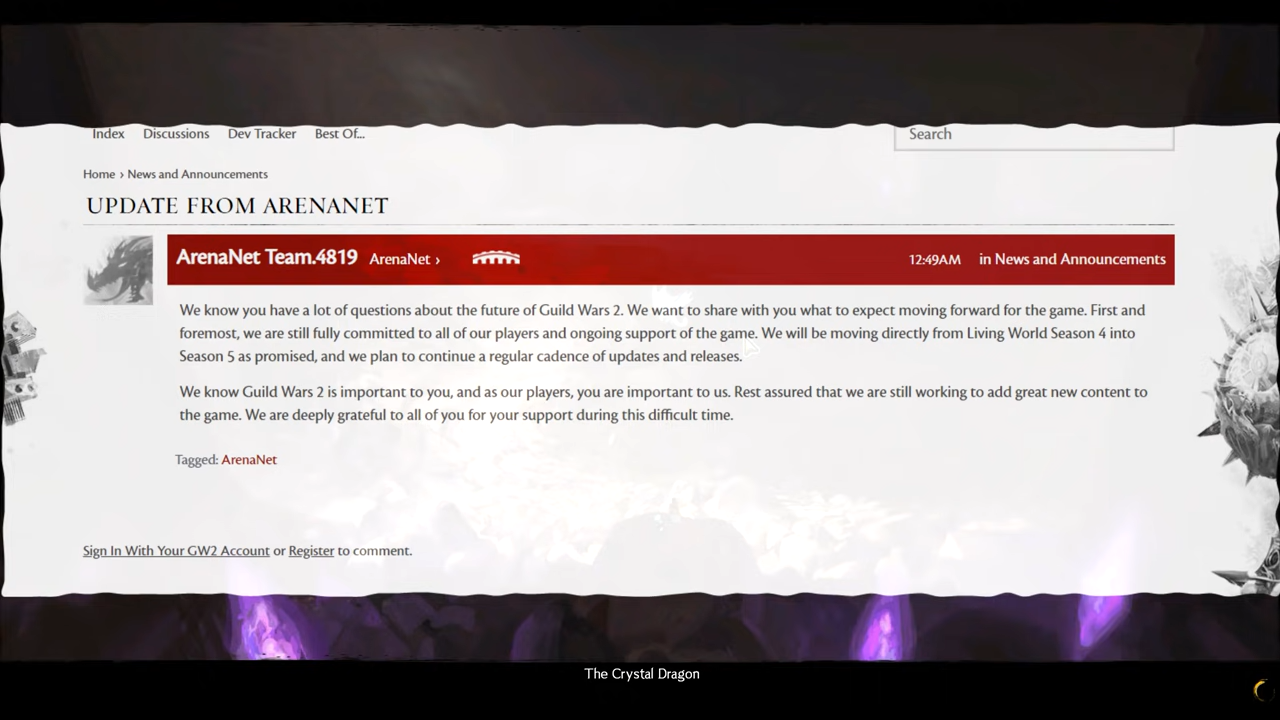 Index Discussions Dev Tracker Best Of... Search
Home › News and Announcements
UPDATE FROM ARENANET
ArenaNet Team.4819 ArenaNet › 12:49AM in News and Announcements
We know you have a lot of questions about the future of Guild Wars 2. We want to share with you what to expect moving forward for the game. First and
foremost, we are still fully committed to all of our players and ongoing support of the game. We will be moving directly from Living World Season 4 into
Season 5 as promised, and we plan to continue a regular cadence of updates and releases.
We know Guild Wars 2 is important to you, and as our players, you are important to us. Rest assured that we are still working to add great new content to
the game. We are deeply grateful to all of you for your support during this difficult time.
Tagged: ArenaNet
Sign In With Your GW2 Account or Register to comment.
The Crystal Dragon